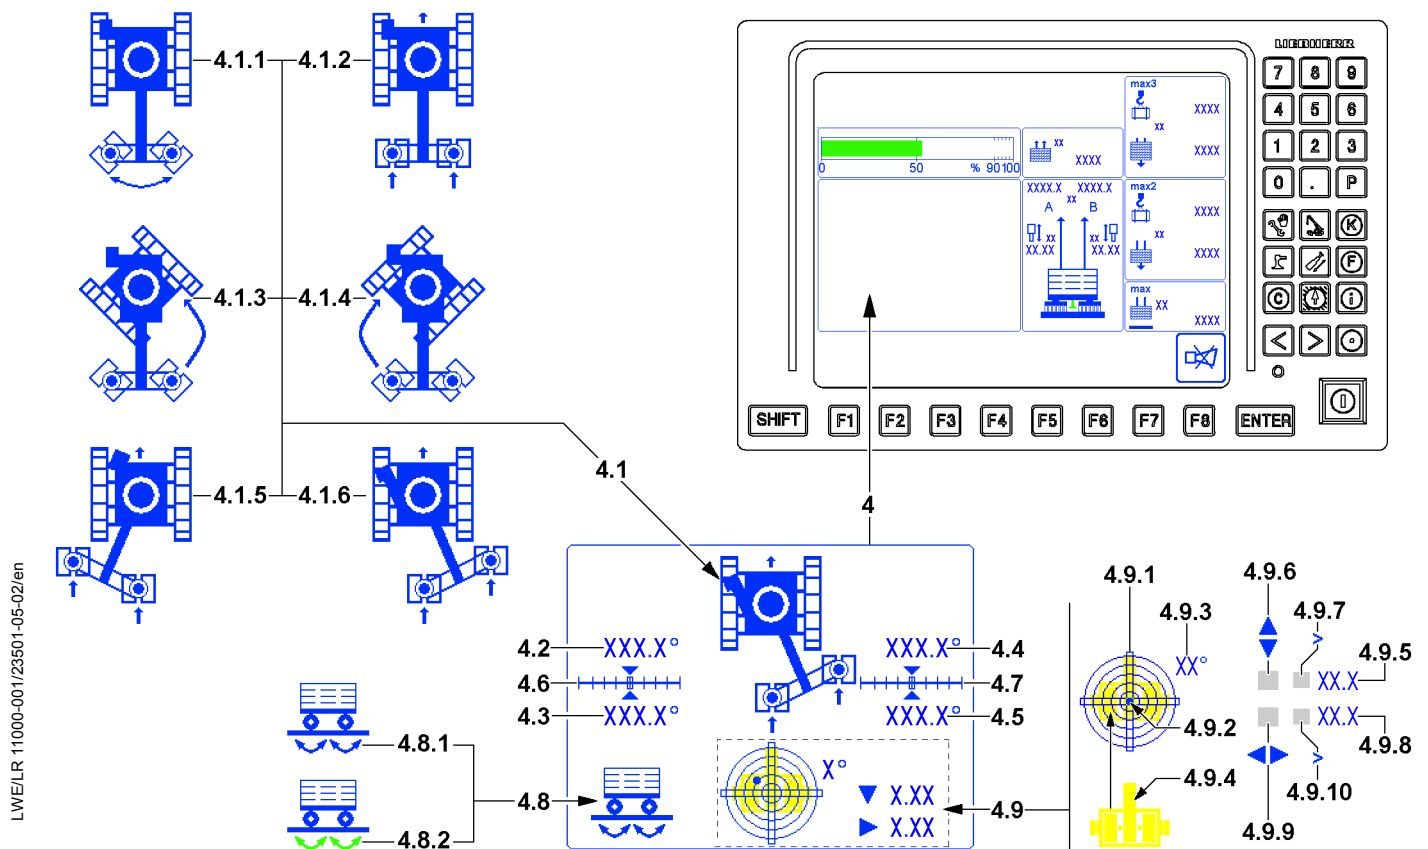 4.1.1
4.1.2
4.1.3
4.1.4
4.1.5
4.1.6
4.1
4
LIEBHERR
max3
XXXX
xx
XXXX
0
50
% 90 100
xx
XXXX
XXXX.X
XXXX.X
xx
A
B
xx
XX.XX
xx
XX.XX
max2
XXXX
xx
XXXX
max
xx
XXXX
7
8
9
4
5
6
1
2
3
0
.
P
K
F
C
i
<
>
SHIFT
F1
F2
F3
F4
F5
F6
F7
F8
ENTER
4.2
XXX.X°
XXX.X°
4.4
4.6
4.7
4.3
XXX.X°
XXX.X°
4.5
4.8.1
4.8
4.8.2
X°
X.XX
X.XX
4.9
4.9.1
4.9.3
XX°
4.9.2
4.9.4
4.9.6
4.9.7
>
4.9.5
XX.X
XX.X
4.9.8
>
4.9.10
4.9.9
LWE/LR 11000-001/23501-05-02/en